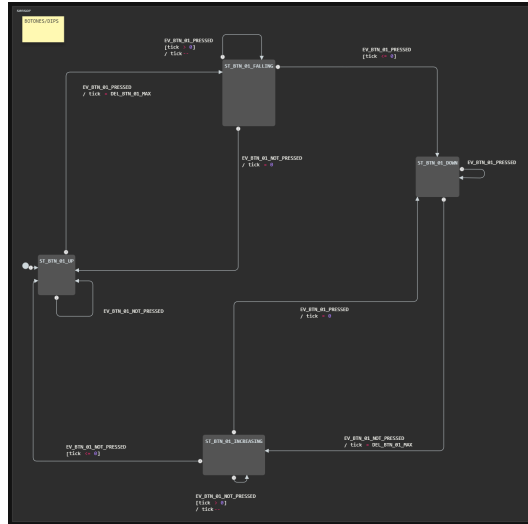 BOTONES/DIPS
EV_BTN_01_PRESSED
[tick > 0]
/ tick--
EV_BTN_01_PRESSED
[tick == 0]
ST_BTN_01_FALLING
EV_BTN_01_PRESSED
/ tick = DEL_BTN_01_MAX
EV_BTN_01_NOT_PRESSED
/ tick = 0
ST_BTN_01_DOWN
EV_BTN_01_PRESSED
ST_BTN_01_UP
EV_BTN_01_NOT_PRESSED
EV_BTN_01_PRESSED
/ tick = 0
ST_BTN_01_INCREASING
EV_BTN_01_NOT_PRESSED
/ tick = DEL_BTN_01_MAX
EV_BTN_01_NOT_PRESSED
[tick == 0]
EV_BTN_01_NOT_PRESSED
[tick > 0]
/ tick--